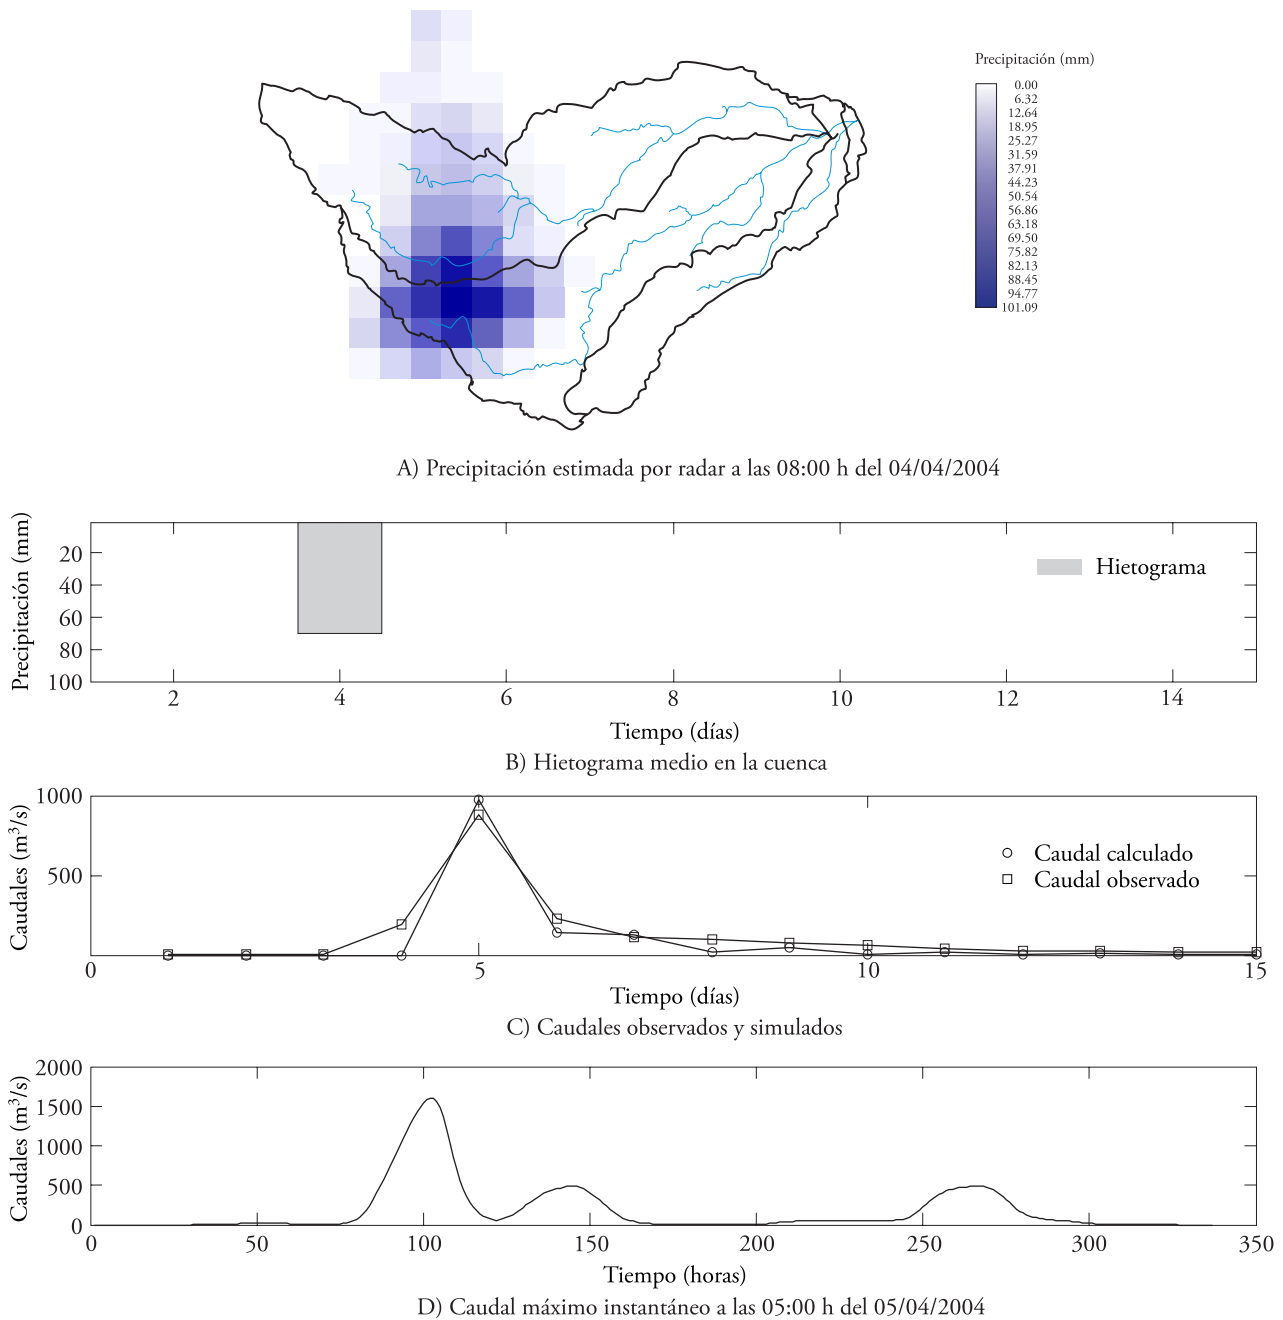 Precipitación (mm)
0.00
6.32
12.64
18.95
25.27
31.59
37.91
44.23
50.54
56.86
63.18
69.50
75.82
82.13
88.45
94.77
101.09
A) Precipitación estimada por radar a las 08:00 h del 04/04/2004
Precipitación (mm)
20
40
60
80
100
Hietograma
2 4 6 8 10 12 14
Tiempo (días)
B) Hietograma medio en la cuenca
Caudales (m³/s)
1000
500
Caudal calculado
Caudal observado
0 5 10 15
Tiempo (días)
C) Caudales observados y simulados
Caudales (m³/s)
2000
1500
1000
500
0
0 50 100 150 200 250 300 350
Tiempo (horas)
D) Caudal máximo instantáneo a las 05:00 h del 05/04/2004